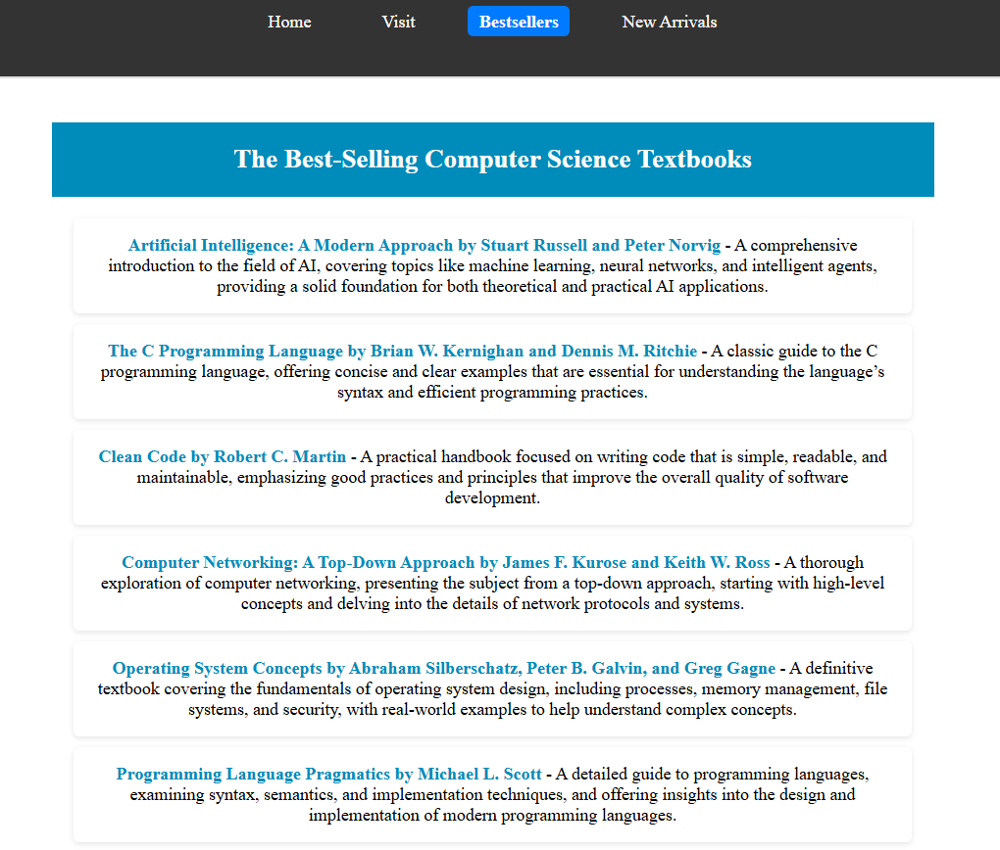 Home Visit Bestsellers New Arrivals
The Best-Selling Computer Science Textbooks
Artificial Intelligence: A Modern Approach by Stuart Russell and Peter Norvig - A comprehensive
introduction to the field of AI, covering topics like machine learning, neural networks, and intelligent agents,
providing a solid foundation for both theoretical and practical AI applications.
The C Programming Language by Brian W. Kernighan and Dennis M. Ritchie - A classic guide to the C
programming language, offering concise and clear examples that are essential for understanding the language’s
syntax and efficient programming practices.
Clean Code by Robert C. Martin - A practical handbook focused on writing code that is simple, readable, and
maintainable, emphasizing good practices and principles that improve the overall quality of software
development.
Computer Networking: A Top-Down Approach by James F. Kurose and Keith W. Ross - A thorough
exploration of computer networking, presenting the subject from a top-down approach, starting with high-level
concepts and delving into the details of network protocols and systems.
Operating System Concepts by Abraham Silberschatz, Peter B. Galvin, and Greg Gagne - A definitive
textbook covering the fundamentals of operating system design, including processes, memory management, file
systems, and security, with real-world examples to help understand complex concepts.
Programming Language Pragmatics by Michael L. Scott - A detailed guide to programming languages,
examining syntax, semantics, and implementation techniques, and offering insights into the design and
implementation of modern programming languages.